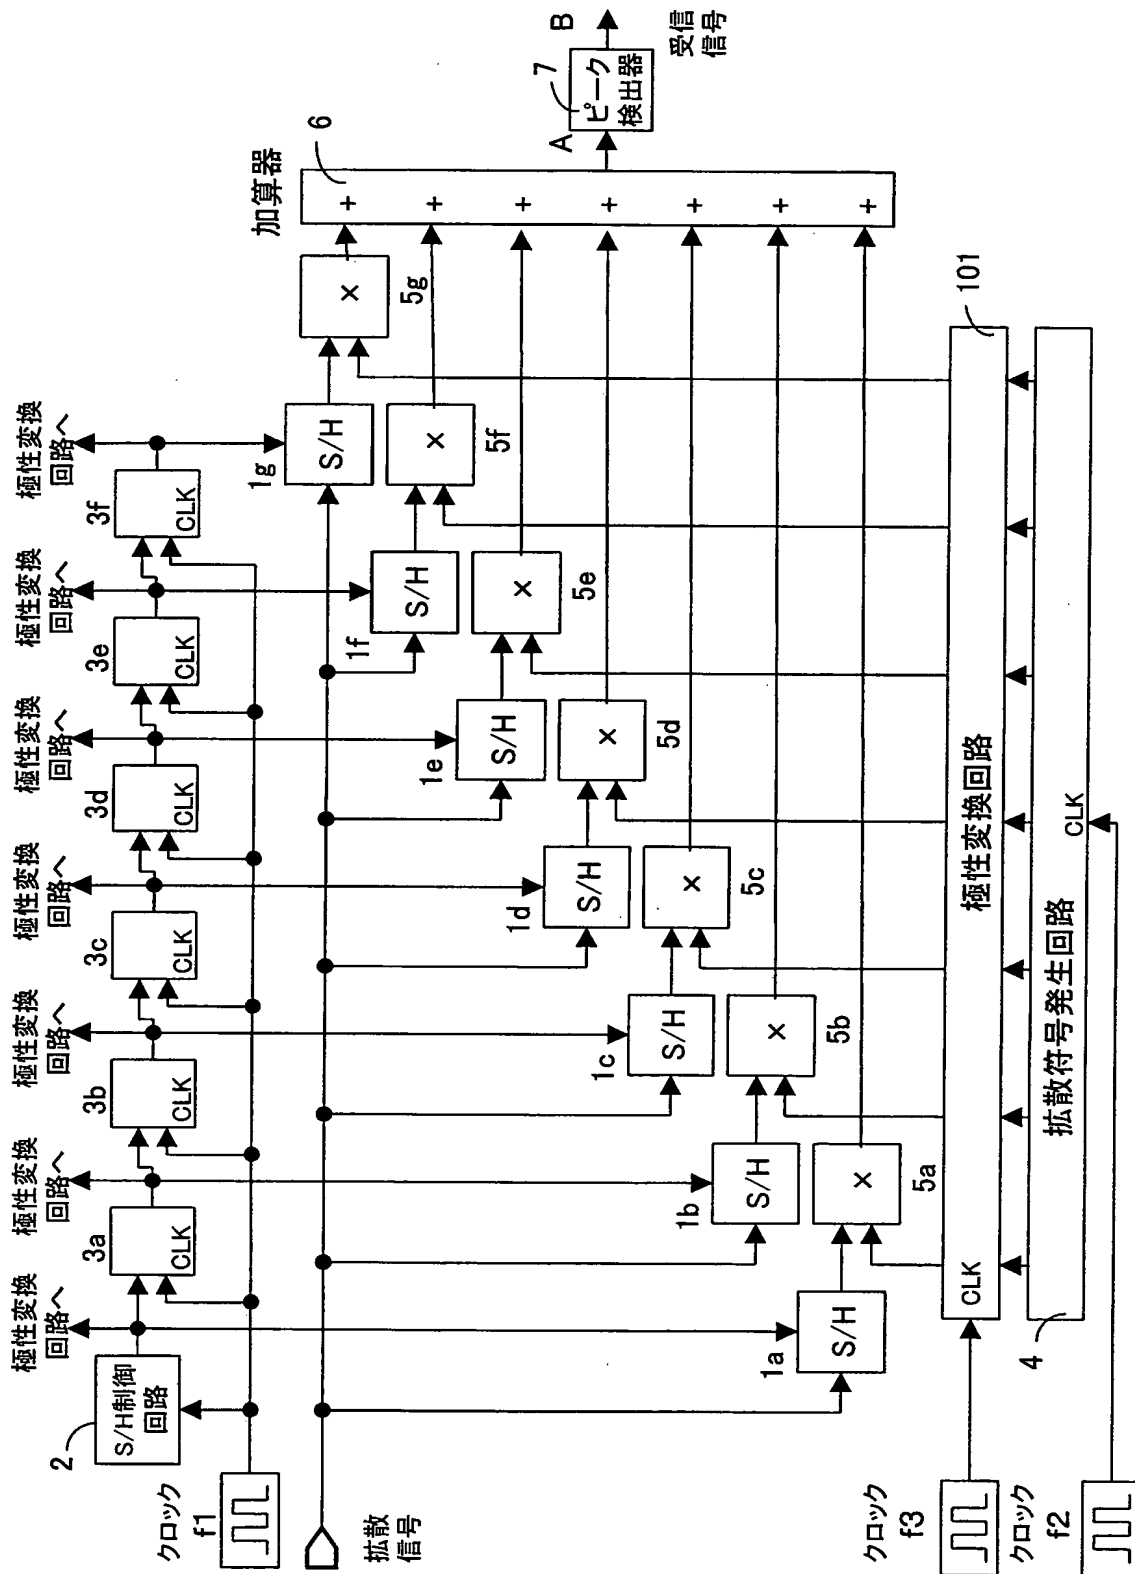 極性変換
回路へ
極性変換
回路へ
極性変換
回路へ
極性変換
回路へ
極性変換
回路へ
極性変換
回路へ
極性変換
回路へ
2
S/H制御
回路
3a
CLK
3b
CLK
3c
CLK
3d
CLK
3e
CLK
3f
CLK
クロック
f1
拡散
信号
1a
S/H
1b
S/H
1c
S/H
1d
S/H
1e
S/H
1f
S/H
1g
S/H
×
5a
×
5b
×
5c
×
5d
×
5e
×
5f
×
5g
加算器
6
+
+
+
+
+
+
+
A
7
ピーク
検出器
B
受信
信号
クロック
f3
CLK
極性変換回路
101
4
拡散符号発生回路
CLK
クロック
f2